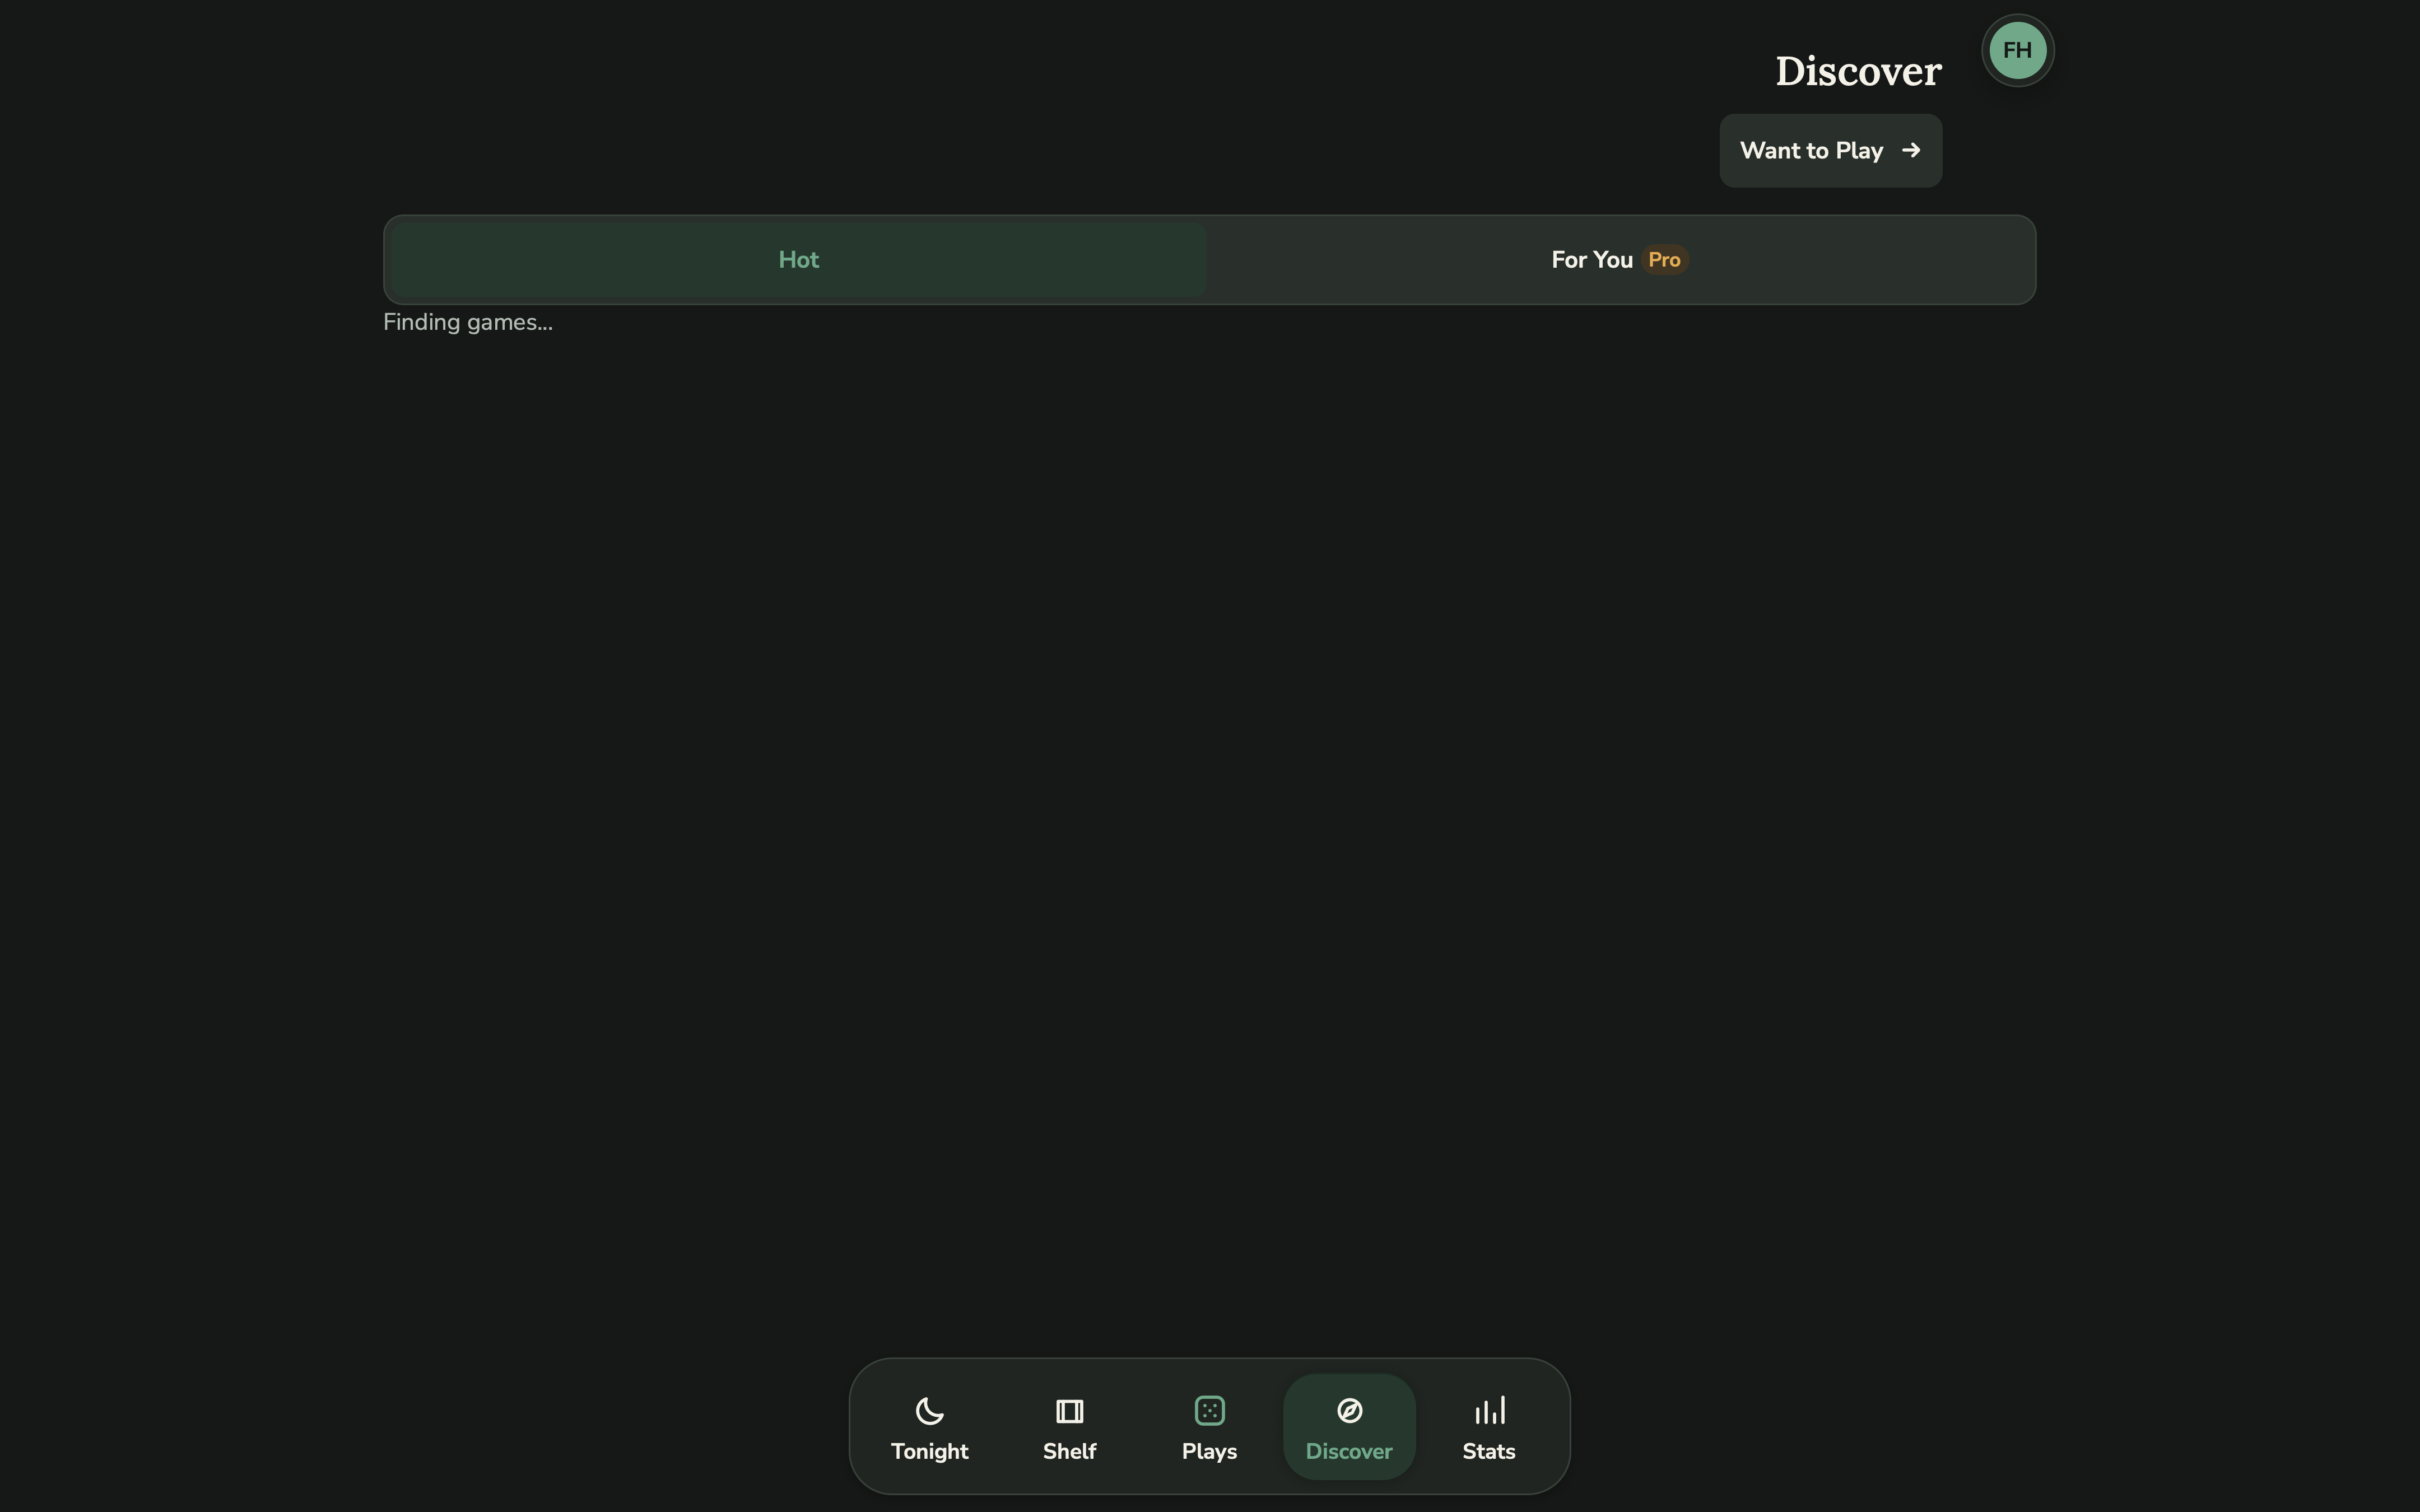 FH
Discover
Want to Play
Hot
For You Pro
Finding games...
Tonight
Shelf
Plays
Discover
Stats